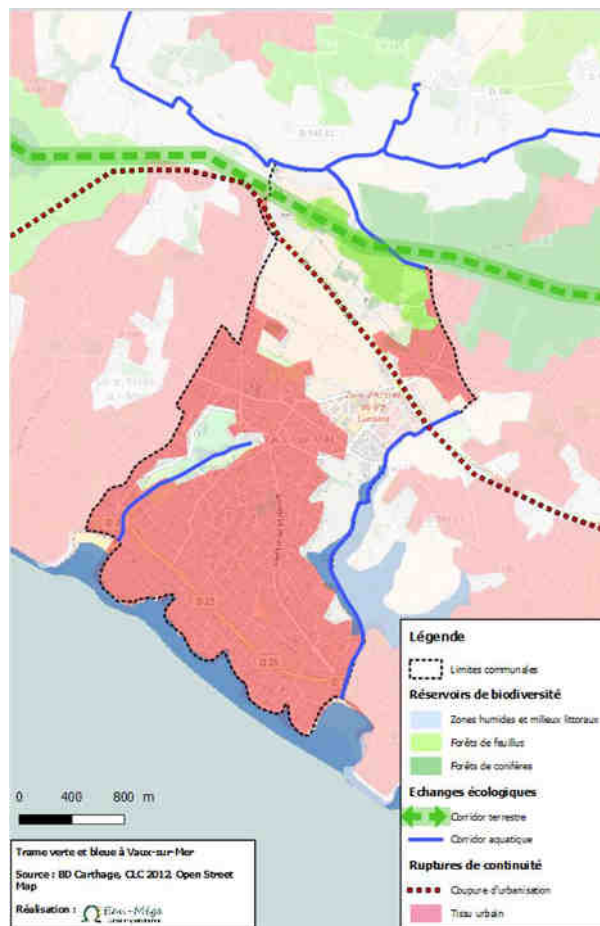 D 25
D 25
0 400 800 m
Trame verte et bleue à Vaux-sur-Mer
Source : BD Carthage, CLC 2012, Open Street
Map
Réalisation :
Légende
Limites communales
Réservoirs de biodiversité
Zones humides et milieux littoraux
Forêts de feuillus
Forêts de conifères
Echanges écologiques
Corridor terrestre
Corridor aquatique
Ruptures de continuité
Coupure d'urbanisation
Tissu urbain